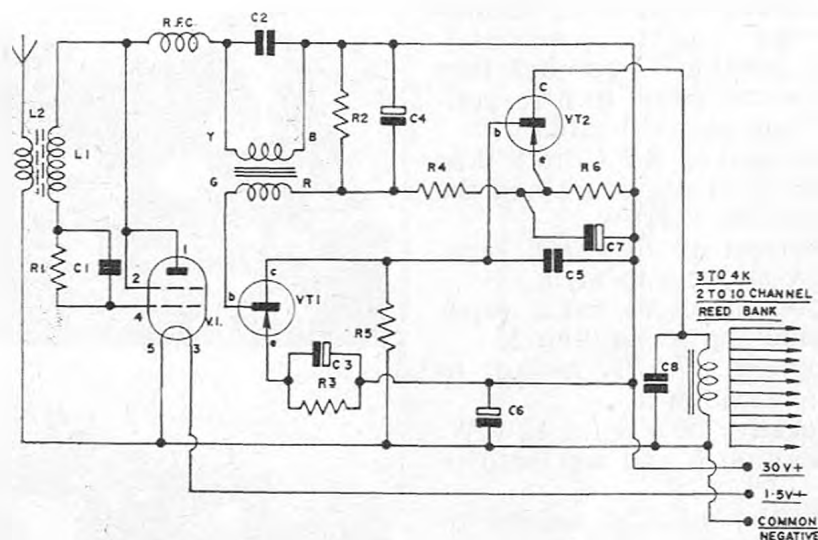 R.F.C.
C2
L2
L1
R1
C1
1
2
4
5
3
V.1.
Y
B
G
R
R2
C4
R4
R6
C
b
e
VT2
C7
C5
c
b
e
VT1
R5
C3
R3
C6
C8
3 TO 4K
2 TO 10 CHANNEL
REED BANK
30V+
1·5V+
COMMON
NEGATIVE